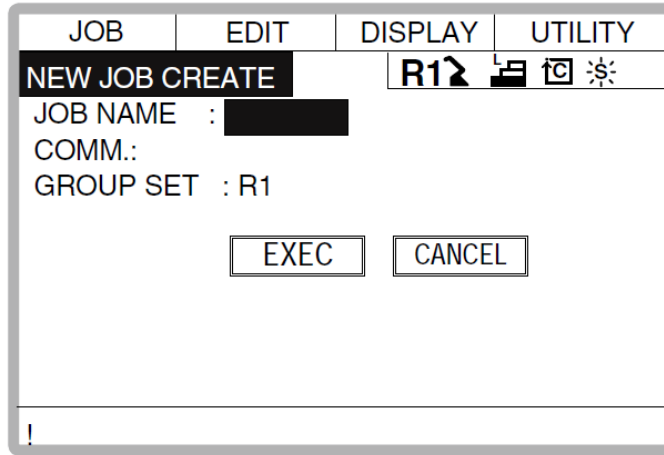 JOB EDIT DISPLAY UTILITY
NEW JOB CREATE R1 L C S
JOB NAME :
COMM.:
GROUP SET : R1
EXEC CANCEL
!